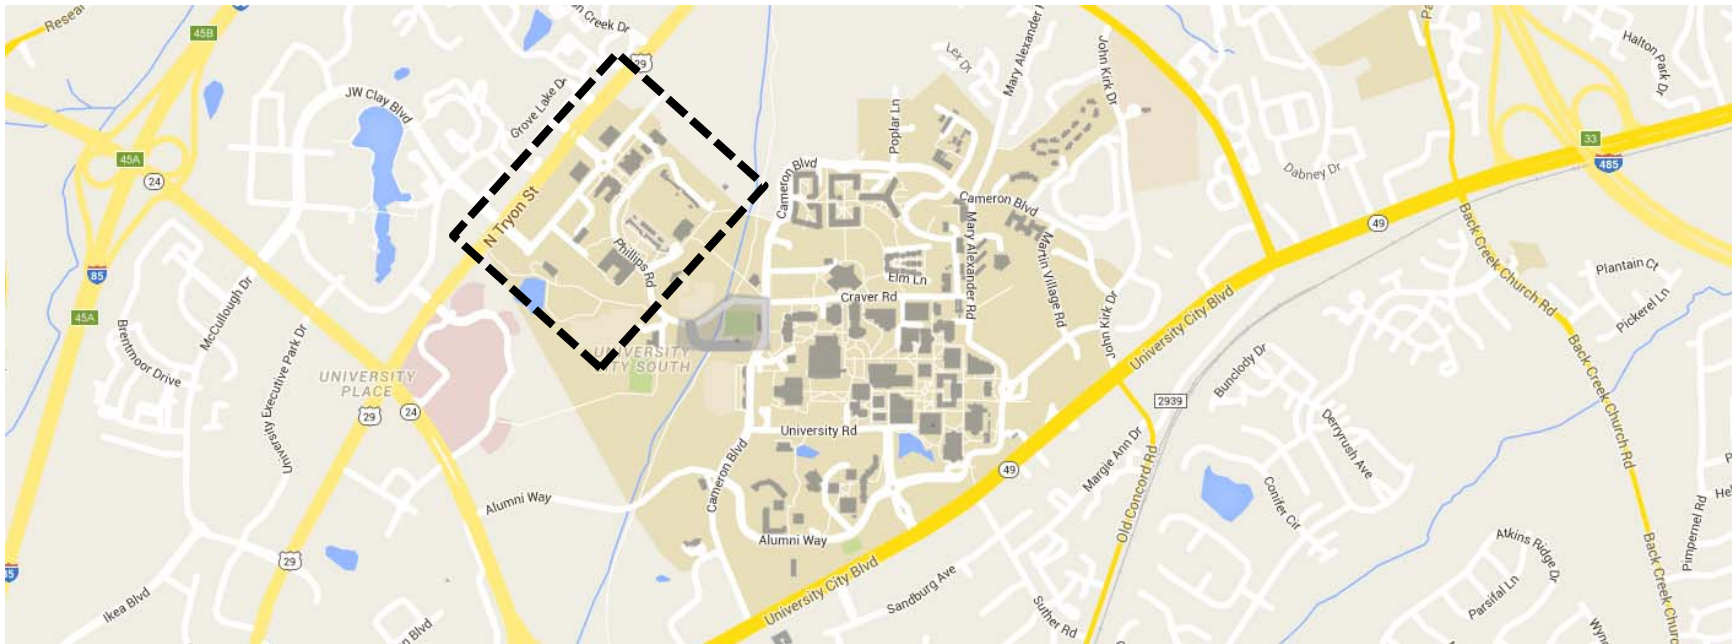 Resear
45B
n Creek Dr
29
Lex Dr
Mary Alexander
John Kirk Dr
Halton Park Dr
JW Clay Blvd
Grove Lake Dr
Poplar Ln
45A
24
33
485
Dabney Dr
Cameron Blvd
Cameron Blvd
N Tryon St
Phillips Rd
Mary Alexander Rd
Martin Village Rd
49
Back Creek Church Rd
85
45A
McCullough Dr
Elm Ln
Craver Rd
Plantain Ct
Pickerel Ln
John Kirk Dr
University City Blvd
Brentmoor Drive
University Executive Park Dr
UNIVERSITY
PLACE
UNIVERSITY
TY SOUTH
Bunclody Dr
Back Creek Church Rd
29
24
2939
University Rd
Derryrush Ave
Margie Ann Dr
Cameron Blvd
49
Old Concord Rd
Conifer Cir
Alumni Way
Alumni Way
Pimpernel Rd
Atkins Ridge Dr
29
University City Blvd
Sandburg Ave
Suther Rd
Parsifal Ln
Back Creek Churc
Ikea Blvd
n Blvd